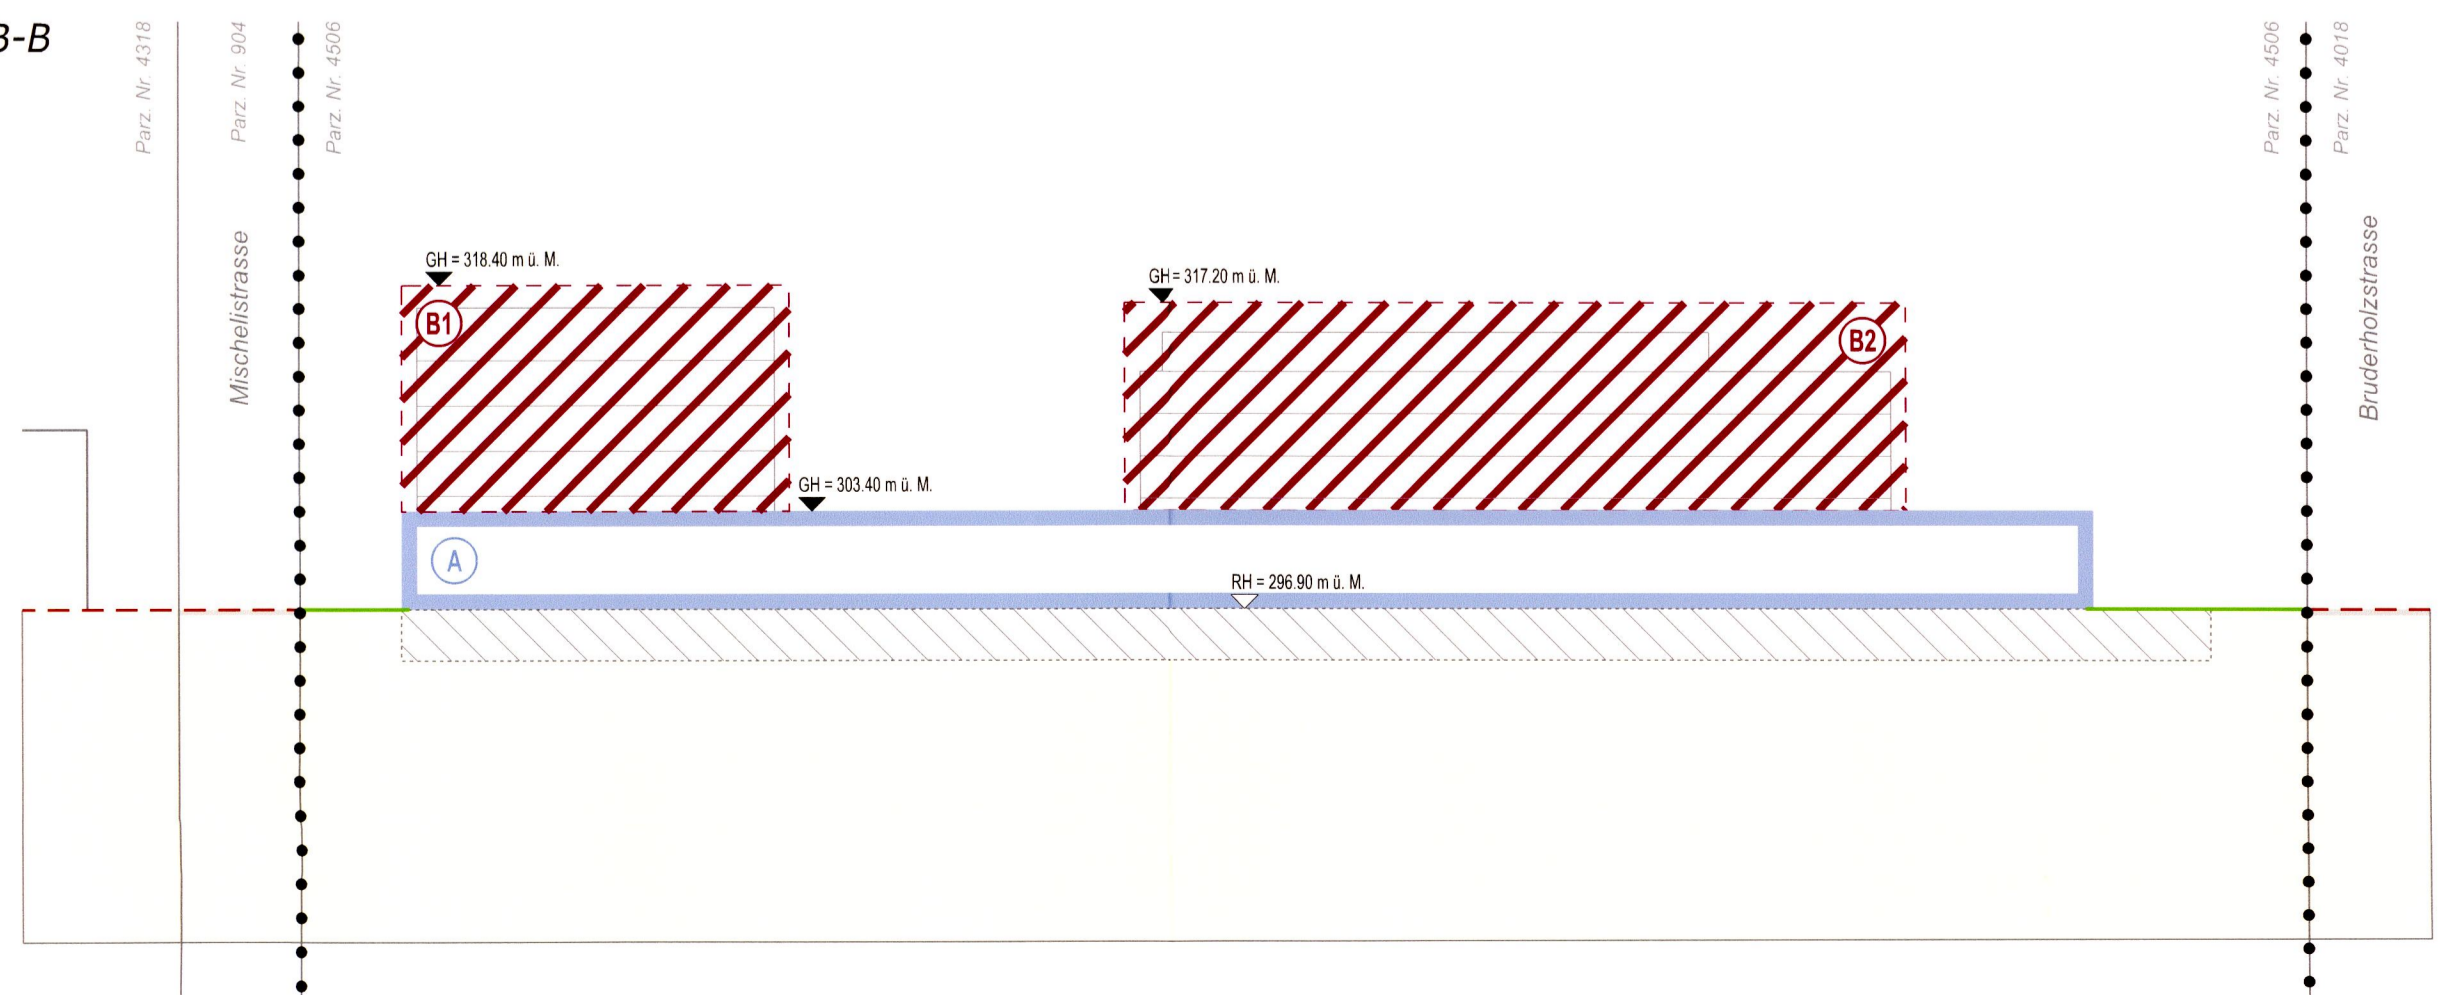 B-B
Parz. Nr. 4318
Parz. Nr. 904
Parz. Nr. 4506
Parz. Nr. 4506
Parz. Nr. 4018
Mischelistrasse
Bruderholzstrasse
GH = 318.40 m ü. M.
GH = 317.20 m ü. M.
B1
B2
GH = 303.40 m ü. M.
A
RH = 296.90 m ü. M.